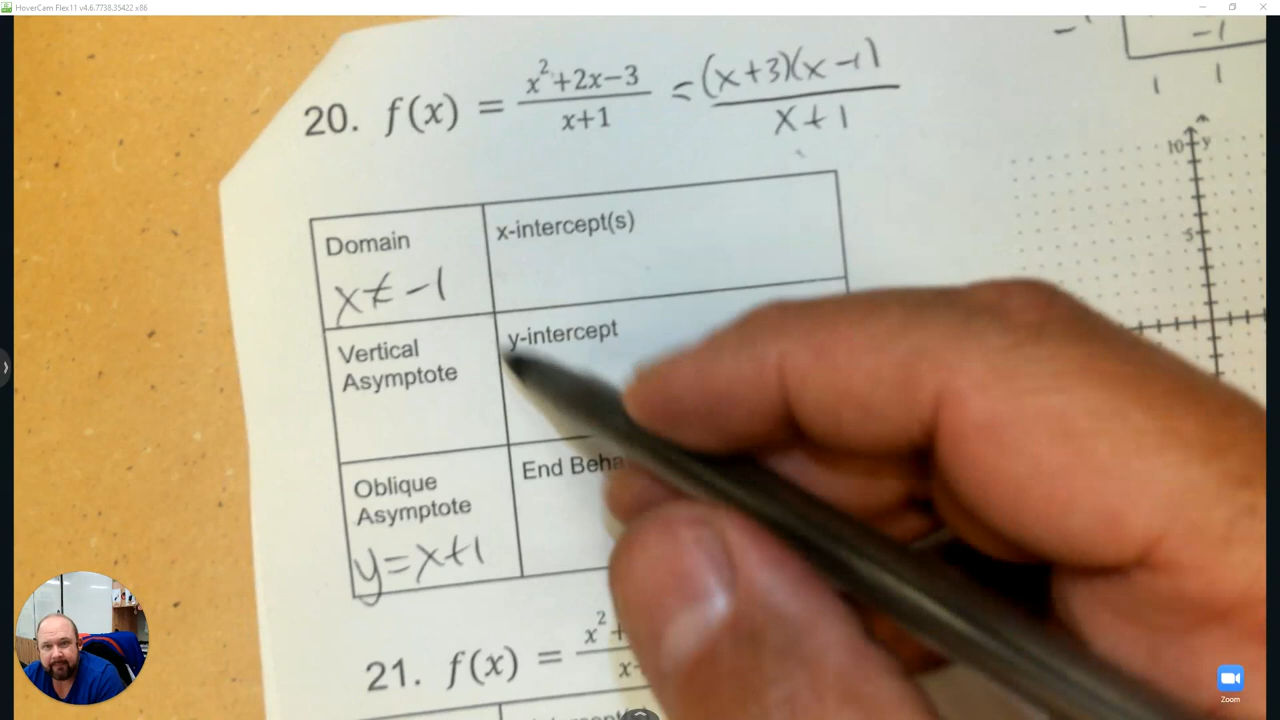 HoverCam Flex11 v4.6.7738.35422 x86
20. f(x) = x²+2x−3 / x+1 = (x+3)(x−1) / x+1
−1
1 1
10 y
5
Domain
x≠−1
x-intercept(s)
Vertical
Asymptote
y-intercept
Oblique
Asymptote
y=x+1
End Beha
21. f(x) = x²+ / x-
Zoom